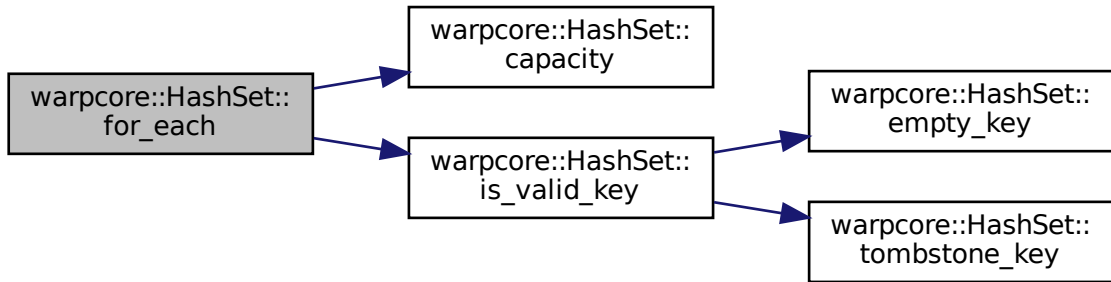 warpcore::HashSet::
for_each
warpcore::HashSet::
capacity
warpcore::HashSet::
is_valid_key
warpcore::HashSet::
empty_key
warpcore::HashSet::
tombstone_key